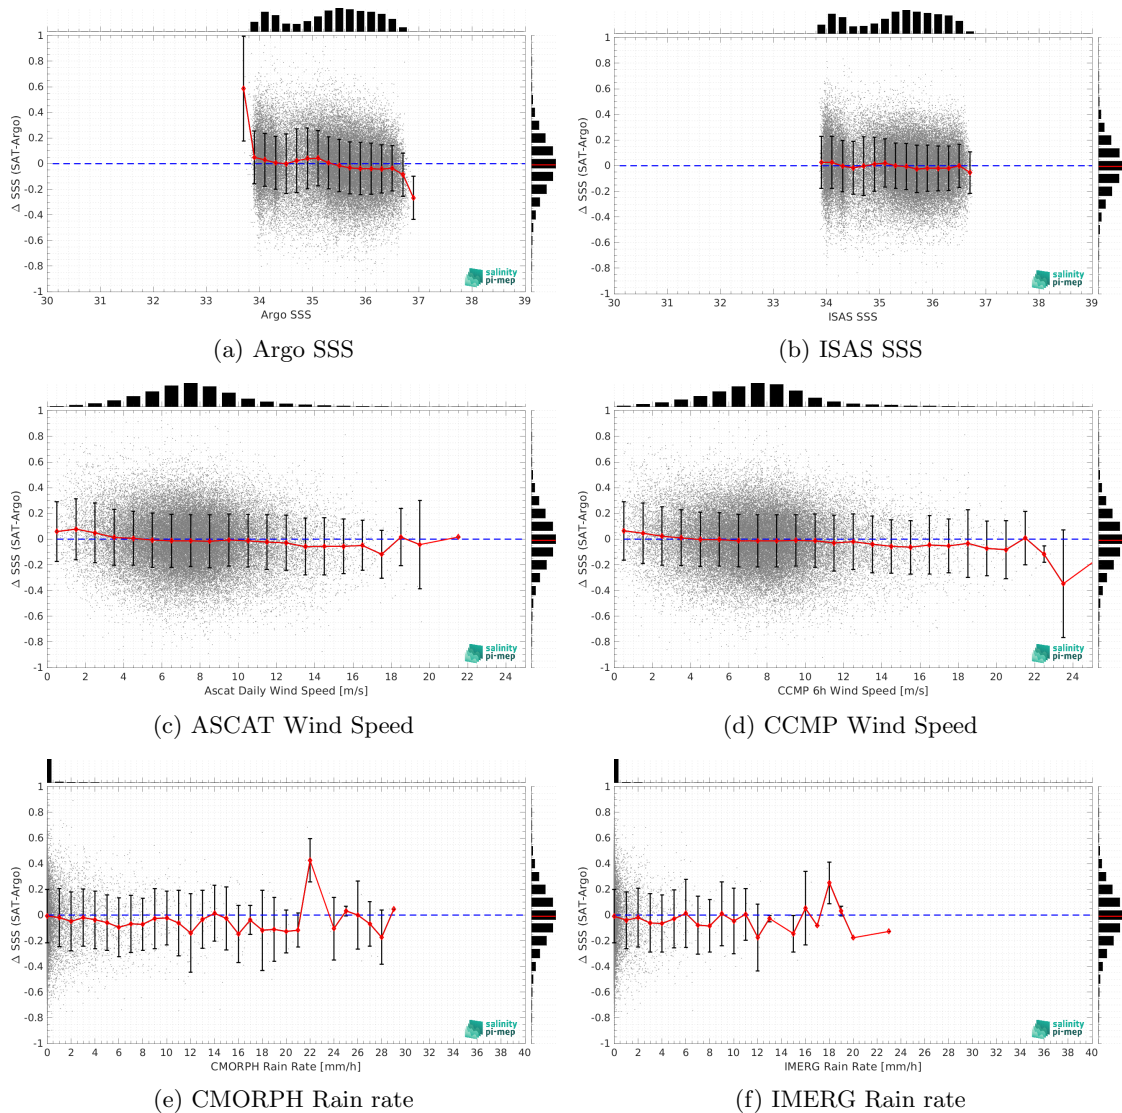 1
0.8
0.6
0.4
0.2
0
-0.2
-0.4
-0.6
-0.8
-1
Δ SSS (SAT-Argo)
salinity
pi-mep
30 31 32 33 34 35 36 37 38 39
Argo SSS
(a) Argo SSS
1
0.8
0.6
0.4
0.2
0
-0.2
-0.4
-0.6
-0.8
-1
Δ SSS (SAT-Argo)
salinity
pi-mep
30 31 32 33 34 35 36 37 38 39
ISAS SSS
(b) ISAS SSS
1
0.8
0.6
0.4
0.2
0
-0.2
-0.4
-0.6
-0.8
-1
Δ SSS (SAT-Argo)
salinity
pi-mep
0 2 4 6 8 10 12 14 16 18 20 22 24
Ascat Daily Wind Speed [m/s]
(c) ASCAT Wind Speed
1
0.8
0.6
0.4
0.2
0
-0.2
-0.4
-0.6
-0.8
-1
Δ SSS (SAT-Argo)
salinity
pi-mep
0 2 4 6 8 10 12 14 16 18 20 22 24
CCMP 6h Wind Speed [m/s]
(d) CCMP Wind Speed
1
0.8
0.6
0.4
0.2
0
-0.2
-0.4
-0.6
-0.8
-1
Δ SSS (SAT-Argo)
salinity
pi-mep
0 2 4 6 8 10 12 14 16 18 20 22 24 26 28 30 32 34 36 38 40
CMORPH Rain Rate [mm/h]
(e) CMORPH Rain rate
1
0.8
0.6
0.4
0.2
0
-0.2
-0.4
-0.6
-0.8
-1
Δ SSS (SAT-Argo)
salinity
pi-mep
0 2 4 6 8 10 12 14 16 18 20 22 24 26 28 30 32 34 36 38 40
IMERG Rain Rate [mm/h]
(f) IMERG Rain rate